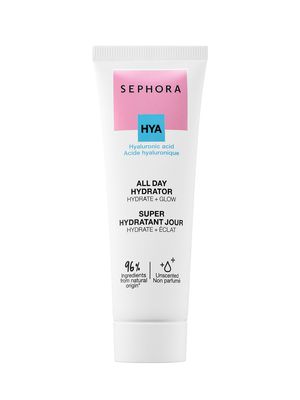 SEPHORA
HYA
Hyaluronic acid
Acide hyaluronique
ALL DAY
HYDRATOR
HYDRATE + GLOW
SUPER
HYDRATANT JOUR
HYDRATE + ÉCLAT
96%
ingredients
from natural
origin*
Unscented
Non parfumé